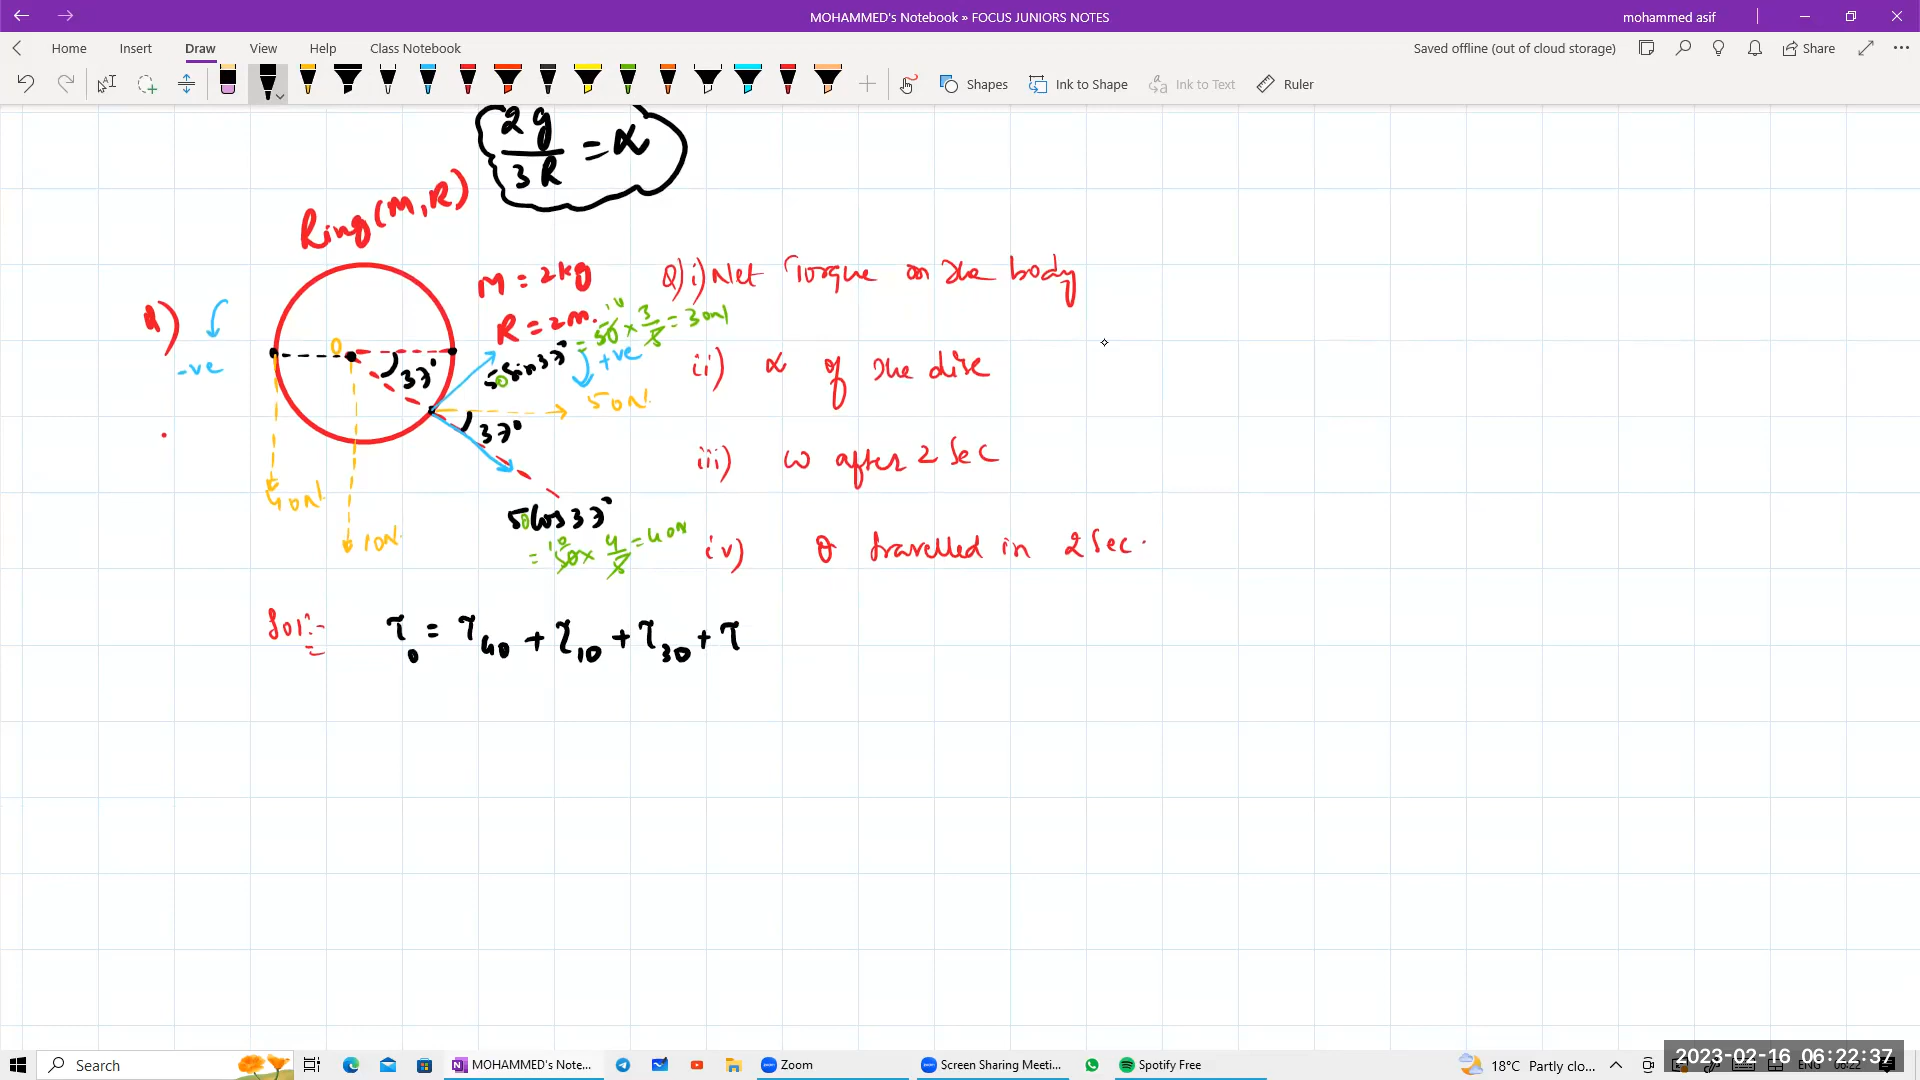 MOHAMMED's Notebook » FOCUS JUNIORS NOTES
mohammed asif
Home Insert Draw View Help Class Notebook
Saved offline (out of cloud storage)
Share
Shapes
Ink to Shape
Ink to Text
Ruler
2g/3R = α
Ring (M,R)
M = 2kg
R = 2m.
Q) i) Net Torque on the body
-ve
O
37°
50 sin 37°
= 50 × 3/5 = 30N
+ve
50N
ii) α of the disc
37°
iii) ω after 2 Sec
40N
10N
50 Cos 37°
= 50 × 4/5 = 40N
iv) θ travelled in 2 Sec.
Sol:-
τ0 = τ40 + τ10 + τ30 + τ
Search
MOHAMMED's Note...
Zoom
Screen Sharing Meeti...
Spotify Free
18°C Partly clo...
2023-02-16 06:22:37